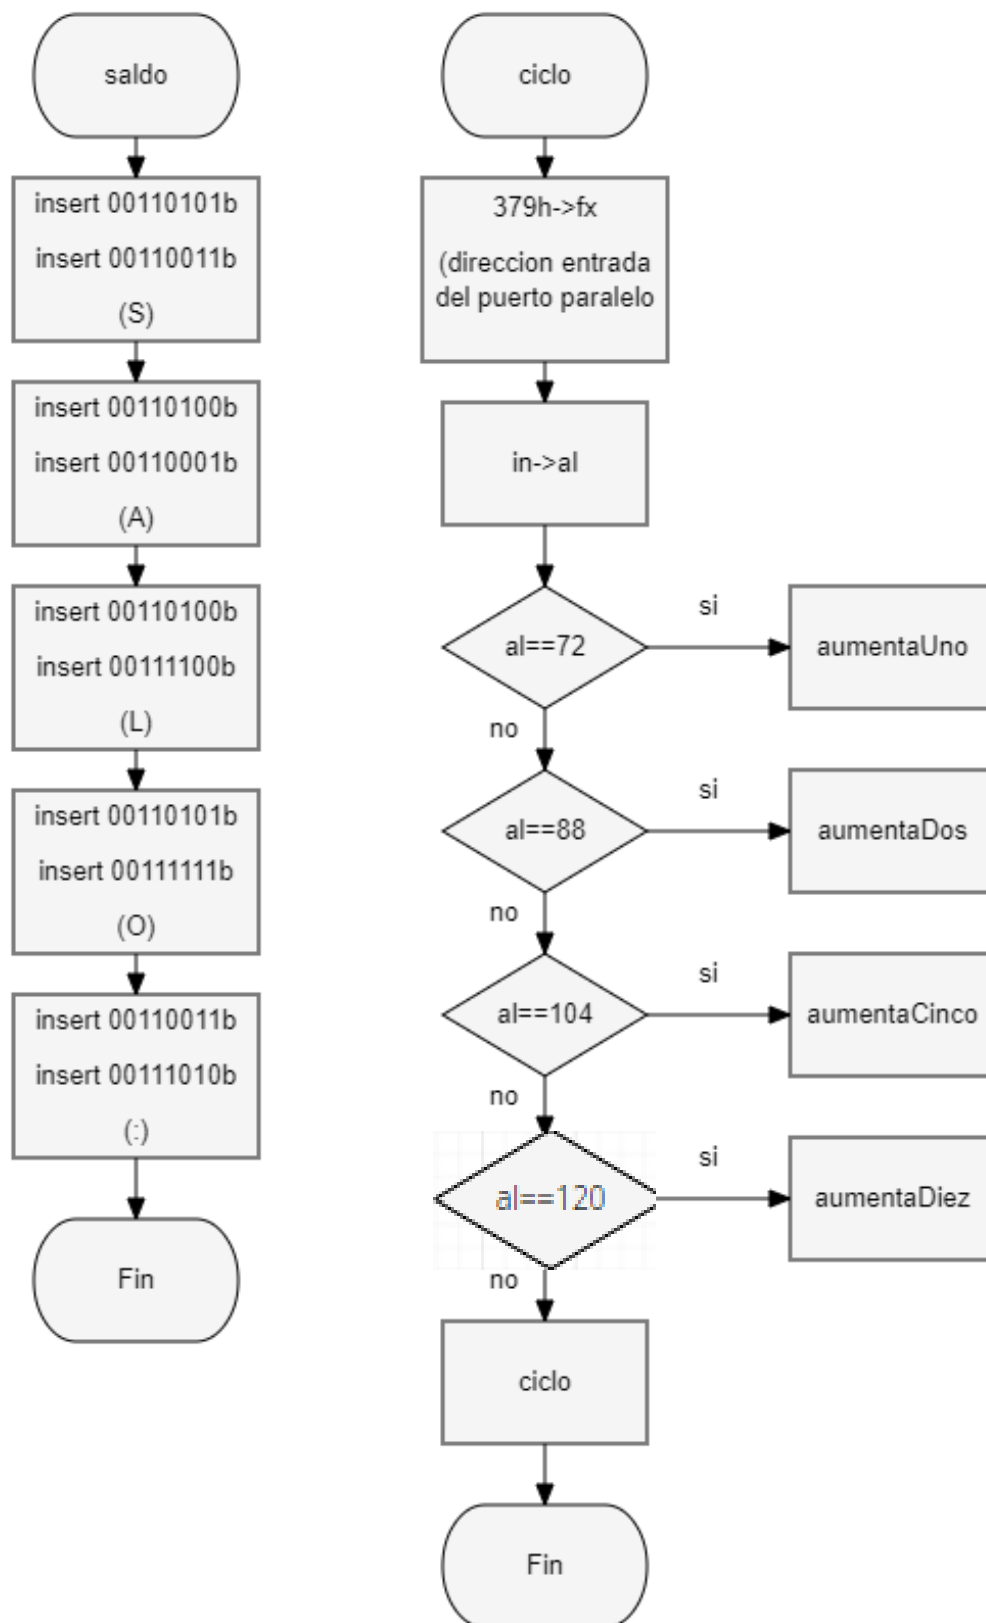 saldo
insert 00110101b
insert 00110011b
(S)
insert 00110100b
insert 00110001b
(A)
insert 00110100b
insert 00111100b
(L)
insert 00110101b
insert 00111111b
(O)
insert 00110011b
insert 00111010b
(:)
Fin
ciclo
379h->fx
(direccion entrada
del puerto paralelo
in->al
al==72
si
aumentaUno
no
al==88
si
aumentaDos
no
al==104
si
aumentaCinco
no
al==120
si
aumentaDiez
no
ciclo
Fin